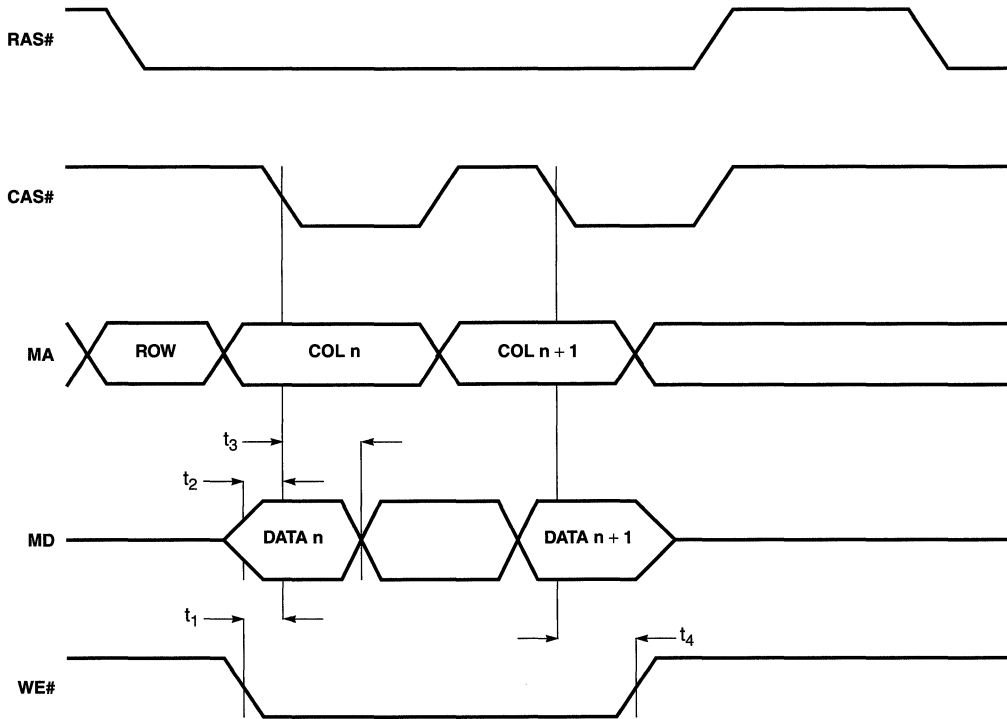 RAS#
CAS#
MA
ROW
COL n
COL n + 1
t3
t2
MD
DATA n
DATA n + 1
t1
t4
WE#